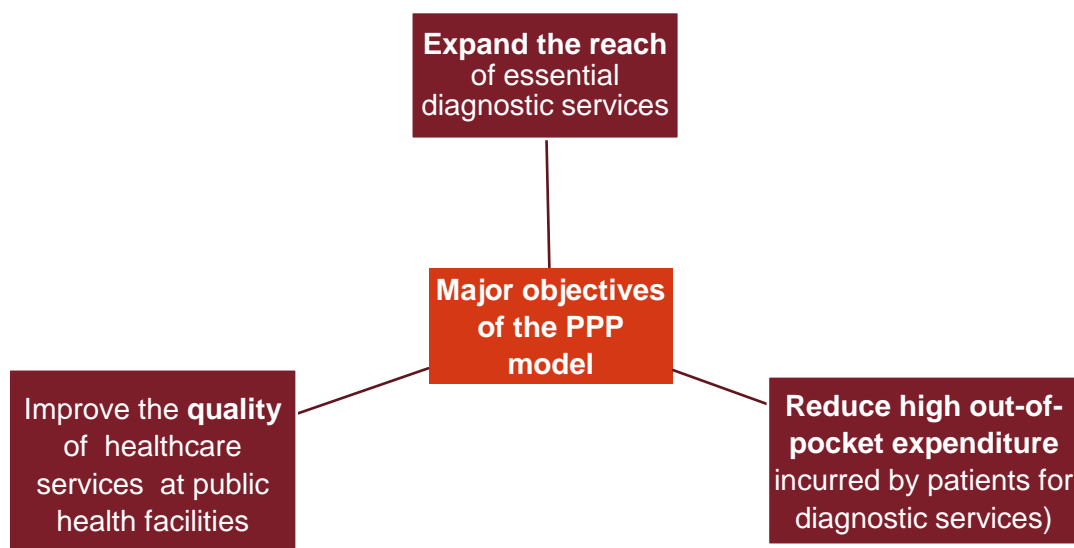 Expand the reach
of essential
diagnostic services
Major objectives
of the PPP
model
Improve the quality
of healthcare
services at public
health facilities
Reduce high out-of-
pocket expenditure
incurred by patients for
diagnostic services)